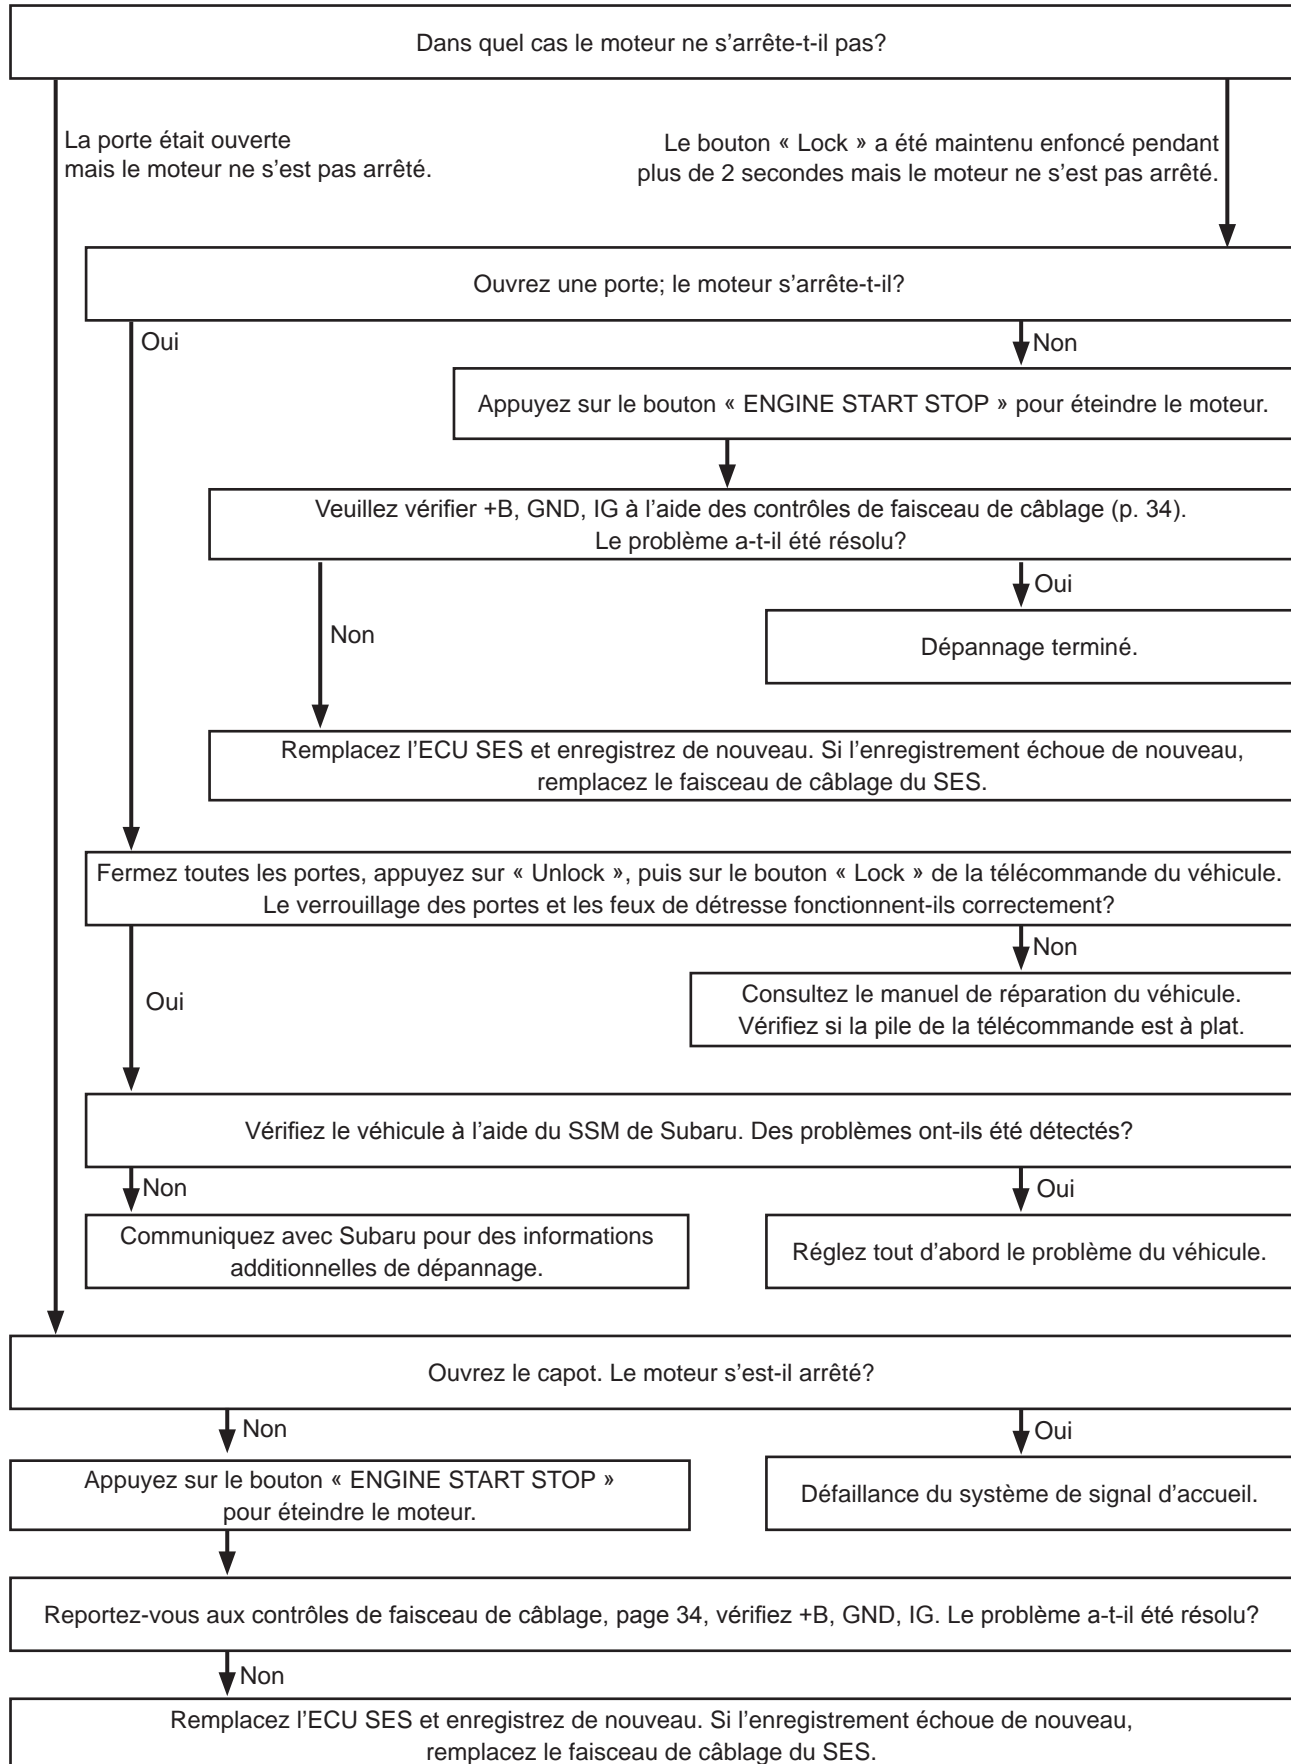 Dans quel cas le moteur ne s’arrête-t-il pas?
La porte était ouverte
mais le moteur ne s’est pas arrêté.
Le bouton « Lock » a été maintenu enfoncé pendant
plus de 2 secondes mais le moteur ne s’est pas arrêté.
Ouvrez une porte; le moteur s’arrête-t-il?
Oui
Non
Appuyez sur le bouton « ENGINE START STOP » pour éteindre le moteur.
Veuillez vérifier +B, GND, IG à l’aide des contrôles de faisceau de câblage (p. 34).
Le problème a-t-il été résolu?
Oui
Non
Dépannage terminé.
Remplacez l’ECU SES et enregistrez de nouveau. Si l’enregistrement échoue de nouveau,
remplacez le faisceau de câblage du SES.
Fermez toutes les portes, appuyez sur « Unlock », puis sur le bouton « Lock » de la télécommande du véhicule.
Le verrouillage des portes et les feux de détresse fonctionnent-ils correctement?
Non
Oui
Consultez le manuel de réparation du véhicule.
Vérifiez si la pile de la télécommande est à plat.
Vérifiez le véhicule à l’aide du SSM de Subaru. Des problèmes ont-ils été détectés?
Non
Oui
Communiquez avec Subaru pour des informations
additionnelles de dépannage.
Réglez tout d’abord le problème du véhicule.
Ouvrez le capot. Le moteur s’est-il arrêté?
Non
Oui
Appuyez sur le bouton « ENGINE START STOP »
pour éteindre le moteur.
Défaillance du système de signal d’accueil.
Reportez-vous aux contrôles de faisceau de câblage, page 34, vérifiez +B, GND, IG. Le problème a-t-il été résolu?
Non
Remplacez l’ECU SES et enregistrez de nouveau. Si l’enregistrement échoue de nouveau,
remplacez le faisceau de câblage du SES.